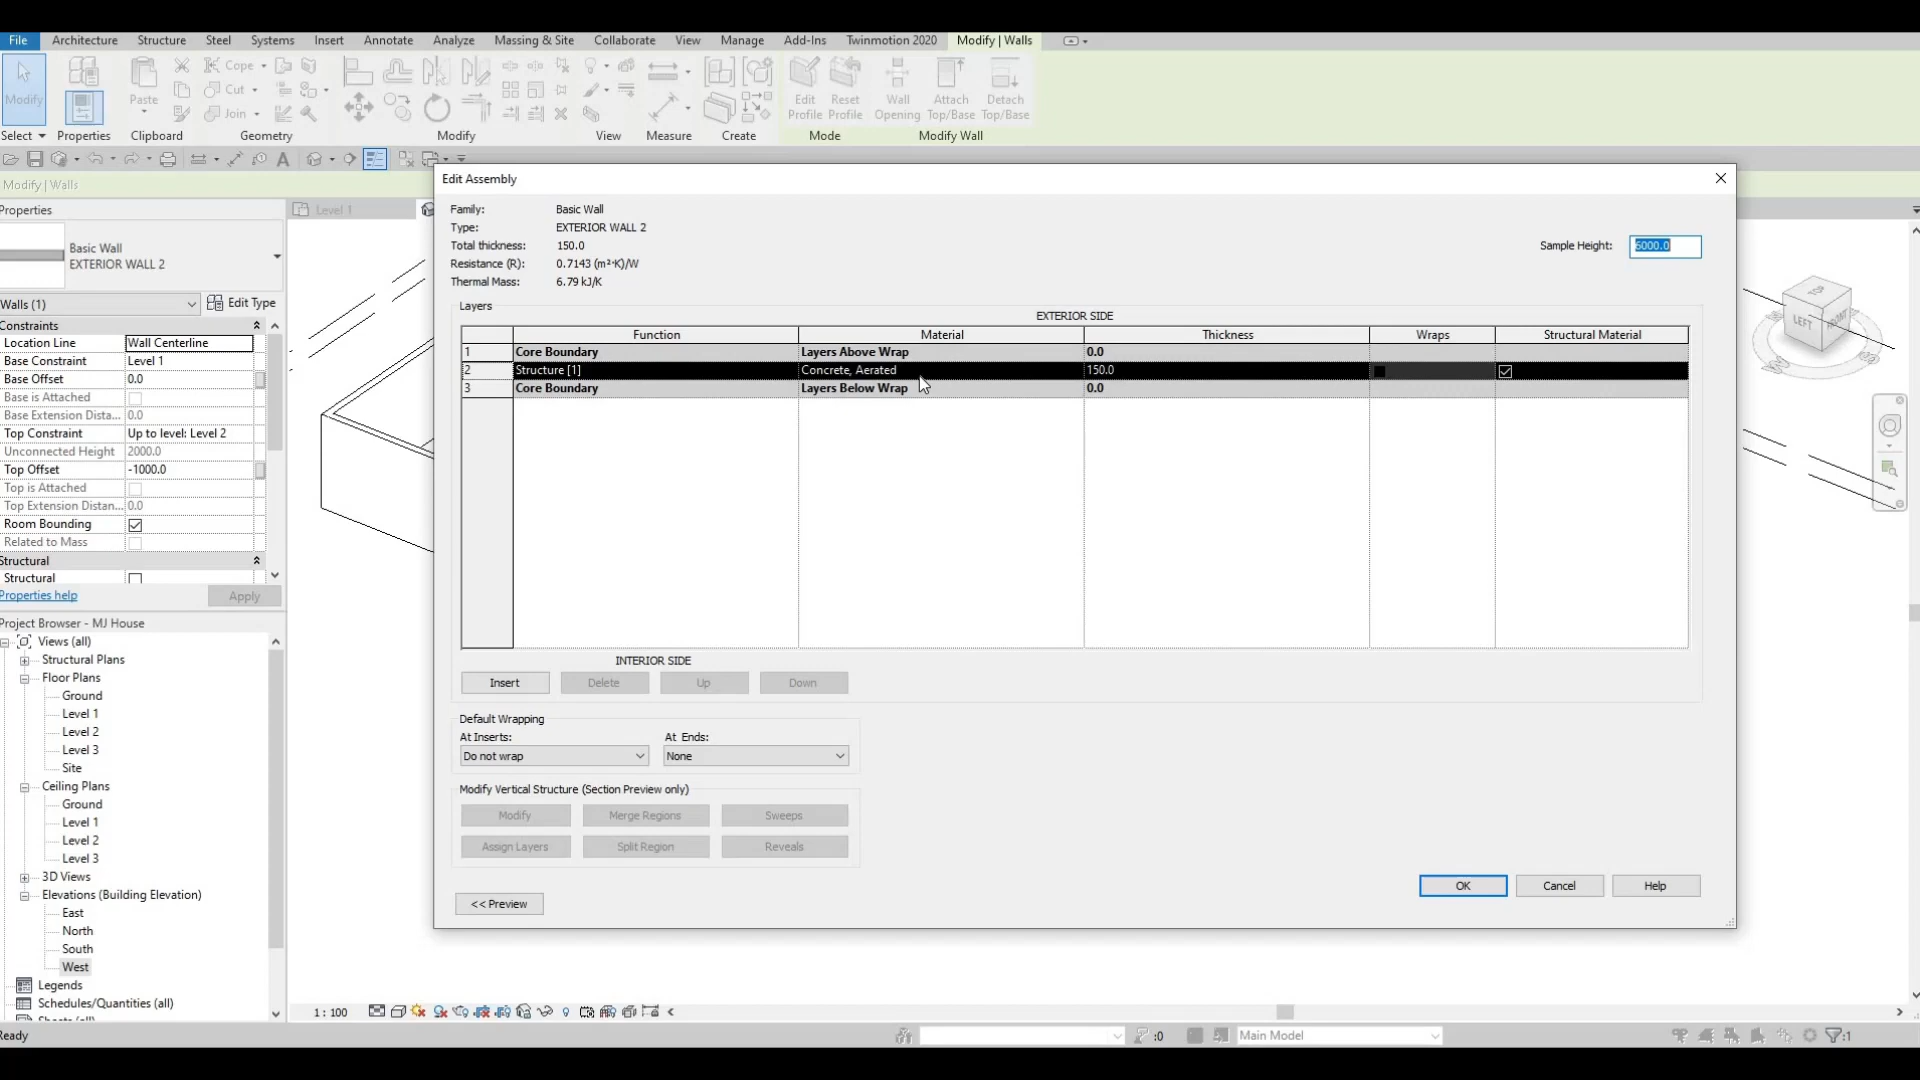 File Architecture Structure Steel Systems Insert Annotate Analyze Massing & Site Collaborate View Manage Add-Ins Twinmotion 2020 Modify | Walls
Cope
Cut
Join
Modify
Paste
Edit Profile
Reset Profile
Wall Opening
Attach Top/Base
Detach Top/Base
Select Properties Clipboard Geometry Modify View Measure Create Mode Modify Wall
Modify | Walls
Properties
Level 1
Basic Wall
EXTERIOR WALL 2
Walls (1) Edit Type
Constraints
Location Line Wall Centerline
Base Constraint Level 1
Base Offset 0.0
Base is Attached
Base Extension Dista... 0.0
Top Constraint Up to level: Level 2
Unconnected Height 2000.0
Top Offset -1000.0
Top is Attached
Top Extension Distan... 0.0
Room Bounding
Related to Mass
Structural
Structural
Properties help Apply
Project Browser - MJ House
Views (all)
Structural Plans
Floor Plans
Ground
Level 1
Level 2
Level 3
Site
Ceiling Plans
Ground
Level 1
Level 2
Level 3
3D Views
Elevations (Building Elevation)
East
North
South
West
Legends
Schedules/Quantities (all)
Sheets (all)
Ready
Edit Assembly
Family: Basic Wall
Type: EXTERIOR WALL 2
Total thickness: 150.0
Sample Height: 6000.0
Resistance (R): 0.7143 (m²·K)/W
Thermal Mass: 6.79 kJ/K
Layers
EXTERIOR SIDE
Function Material Thickness Wraps Structural Material
1 Core Boundary Layers Above Wrap 0.0
2 Structure [1] Concrete, Aerated 150.0
3 Core Boundary Layers Below Wrap 0.0
INTERIOR SIDE
Insert Delete Up Down
Default Wrapping
At Inserts: At Ends:
Do not wrap None
Modify Vertical Structure (Section Preview only)
Modify Merge Regions Sweeps
Assign Layers Split Region Reveals
OK Cancel Help
<< Preview
TOP
LEFT
FRONT
W
S
1 : 100
:0
Main Model
:1